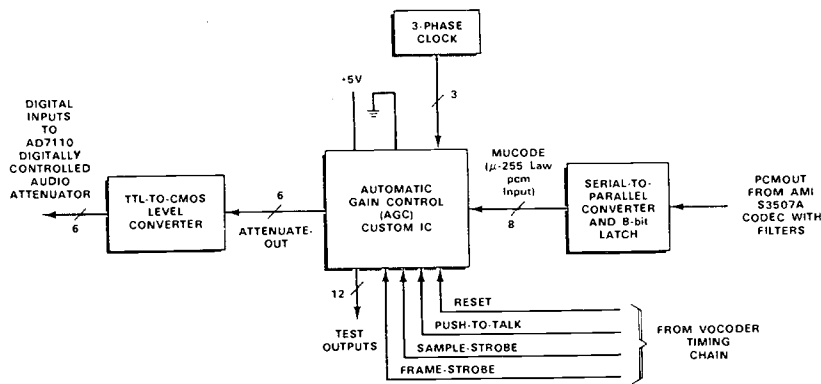 3-PHASE
CLOCK
+5V
3
DIGITAL
INPUTS
TO
AD7110
DIGITALLY
CONTROLLED
AUDIO
ATTENUATOR
6
TTL-TO-CMOS
LEVEL
CONVERTER
6
ATTENUATE-
OUT
AUTOMATIC
GAIN CONTROL
(AGC)
CUSTOM IC
MUCODE
(μ-255 Law
pcm
Input)
8
SERIAL-TO-
PARALLEL
CONVERTER
AND 8-bit
LATCH
PCMOUT
FROM AMI
S3507A
CODEC WITH
FILTERS
12
TEST
OUTPUTS
RESET
PUSH-TO-TALK
SAMPLE-STROBE
FRAME-STROBE
FROM VOCODER
TIMING
CHAIN